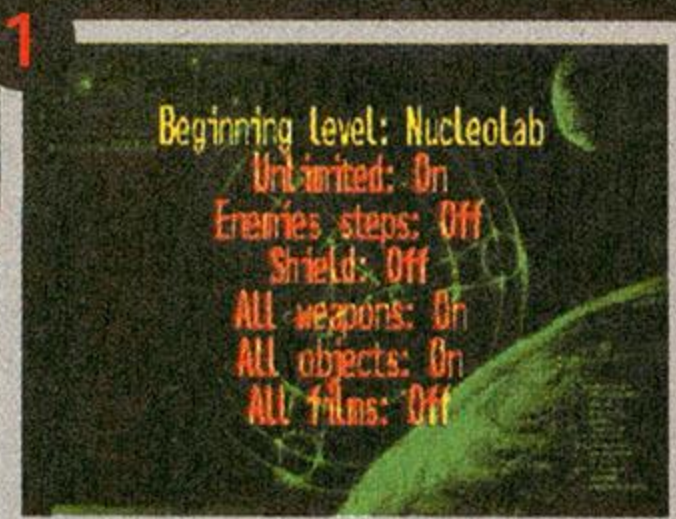 1
Beginning level: Nucleolab
Unlimited: On
Enemies steps: Off
Shield: Off
All weapons: On
All objects: On
All films: Off